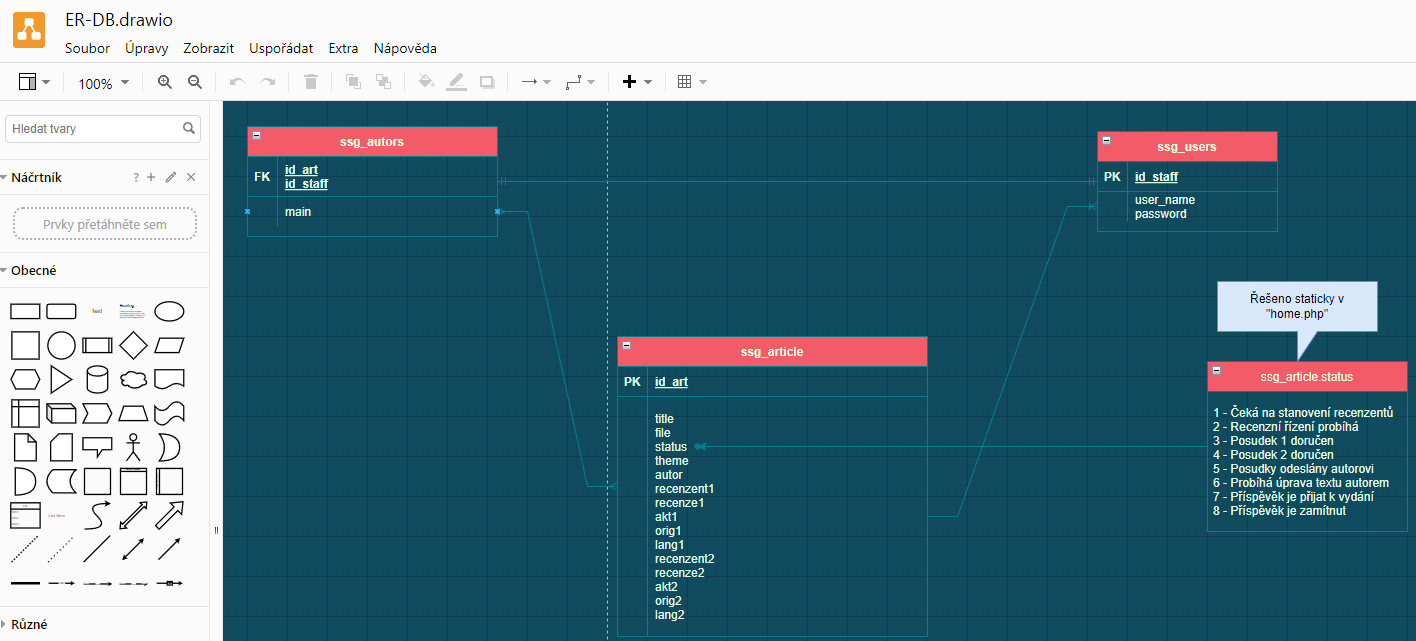 ER-DB.drawio
Soubor Úpravy Zobrazit Uspořádat Extra Nápověda
100%
Hledat tvary
Náčrtník
?
Prvky přetáhněte sem
Obecné
Text
Heading
List Item
Různé
ssg_autors
FK
id_art
id_staff
main
ssg_users
PK
id_staff
user_name
password
Řešeno staticky v
"home.php"
ssg_article
PK
id_art
title
file
status
theme
autor
recenzent1
recenze1
akt1
orig1
lang1
recenzent2
recenze2
akt2
orig2
lang2
ssg_article.status
1 - Čeká na stanovení recenzentů
2 - Recenzní řízení probíhá
3 - Posudek 1 doručen
4 - Posudek 2 doručen
5 - Posudky odeslány autorovi
6 - Probíhá úprava textu autorem
7 - Příspěvěk je přijat k vydání
8 - Příspěvěk je zamítnut